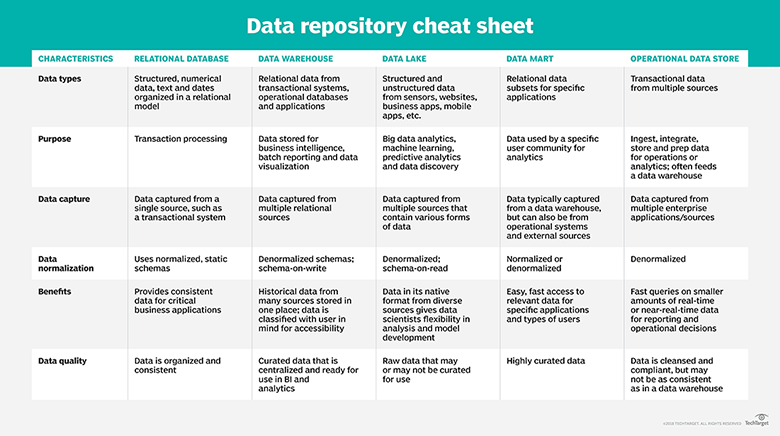 Data repository cheat sheet
CHARACTERISTICS
RELATIONAL DATABASE
DATA WAREHOUSE
DATA LAKE
DATA MART
OPERATIONAL DATA STORE
Data types
Structured, numerical
data, text and dates
organized in a relational
model
Relational data from
transactional systems,
operational databases
and applications
Structured and
unstructured data
from sensors, websites,
business apps, mobile
apps, etc.
Relational data
subsets for specific
applications
Transactional data
from multiple sources
Purpose
Transaction processing
Data stored for
business intelligence,
batch reporting and data
visualization
Big data analytics,
machine learning,
predictive analytics
and data discovery
Data used by a specific
user community for
analytics
Ingest, integrate,
store and prep data
for operations or
analytics; often feeds
a data warehouse
Data capture
Data captured from a
single source, such as
a transactional system
Data captured from
multiple relational
sources
Data captured from
multiple sources that
contain various forms
of data
Data typically captured
from a data warehouse,
but can also be from
operational systems
and external sources
Data captured from
multiple enterprise
applications/sources
Data
normalization
Uses normalized, static
schemas
Denormalized schemas;
schema-on-write
Denormalized;
schema-on-read
Normalized or
denormalized
Denormalized
Benefits
Provides consistent
data for critical
business applications
Historical data from
many sources stored in
one place; data is
classified with user in
mind for accessibility
Data in its native
format from diverse
sources gives data
scientists flexibility in
analysis and model
development
Easy, fast access to
relevant data for
specific applications
and types of users
Fast queries on smaller
amounts of real-time
or near-real-time data
for reporting and
operational decisions
Data quality
Data is organized and
consistent
Curated data that is
centralized and ready for
use in BI and
analytics
Raw data that may
or may not be curated
for use
Highly curated data
Data is cleansed and
compliant, but may
not be as consistent
as in a data warehouse
TECHTARGET, ALL RIGHTS RESERVED
TechTarget